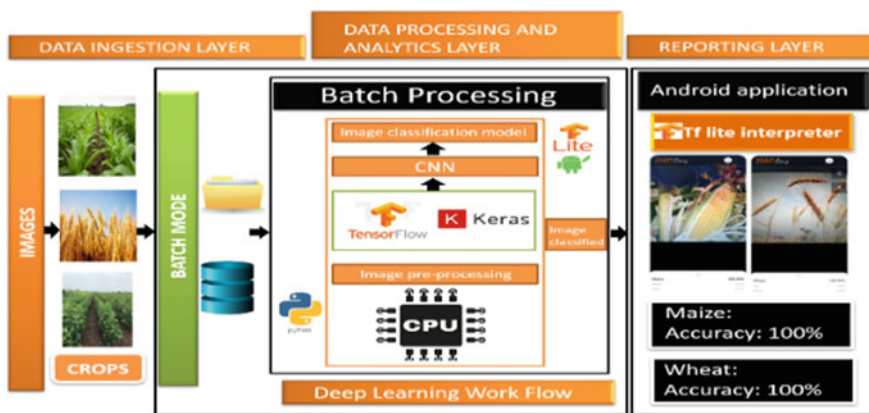 DATA INGESTION LAYER
DATA PROCESSING AND
ANALYTICS LAYER
REPORTING LAYER
IMAGES
CROPS
BATCH MODE
Batch Processing
Image classification model
Lite
CNN
TensorFlow
K Keras
Image
classified
Image pre-processing
python
CPU
Deep Learning Work Flow
Android application
Tf lite interpreter
Maize:
Accuracy: 100%
Wheat:
Accuracy: 100%